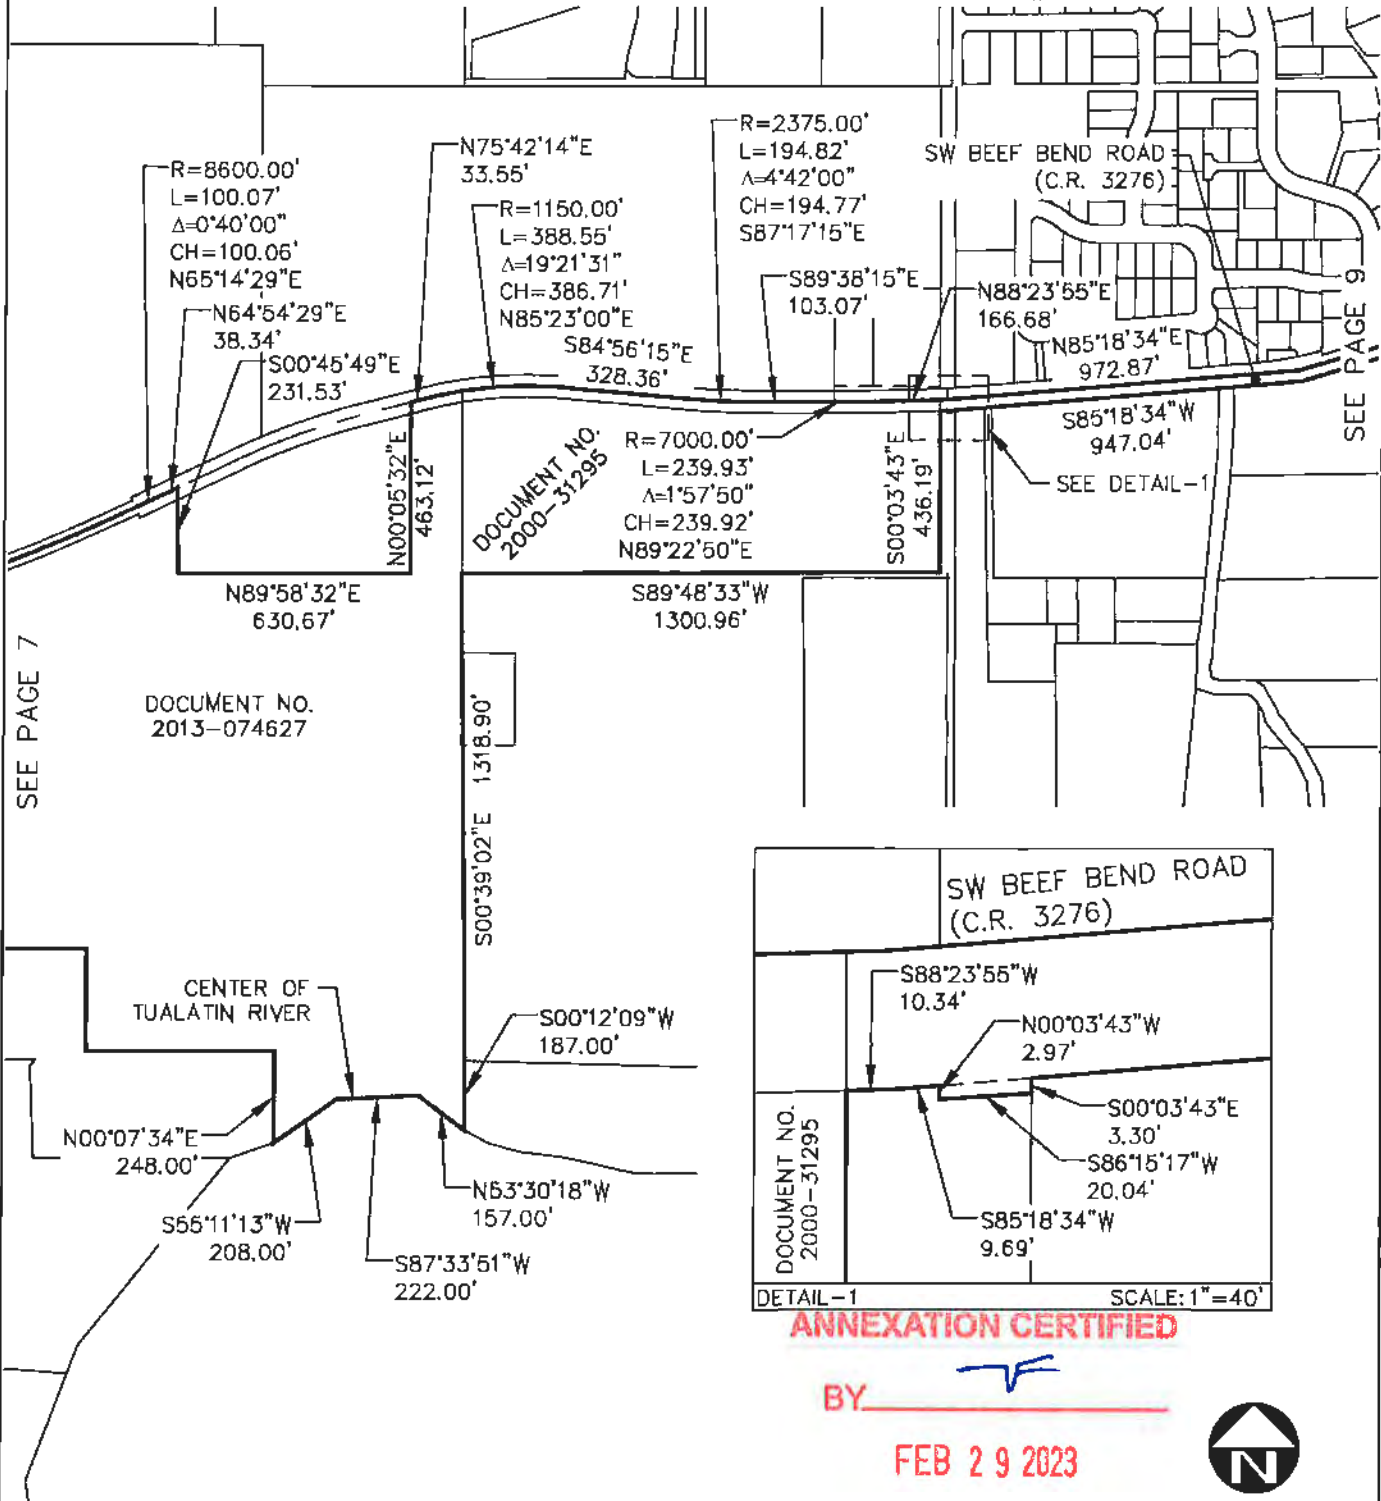 R=8600.00'
L=100.07'
Δ=0°40'00"
CH=100.06'
N65°14'29"E
N64°54'29"E
38.34'
S00°45'49"E
231.53'
N75°42'14"E
33.55'
R=1150.00'
L=388.55'
Δ=19°21'31"
CH=386.71'
N85°23'00"E
S84°56'15"E
328.36'
R=2375.00'
L=194.82'
Δ=4°42'00"
CH=194.77'
S87°17'15"E
SW BEEF BEND ROAD
(C.R. 3276)
S89°38'15"E
103.07'
N88°23'55"E
166.68'
N85°18'34"E
972.87'
SEE PAGE 9
S85°18'34"W
947.04'
SEE DETAIL-1
N00°05'32"E
463.12'
DOCUMENT NO.
2000-31295
R=7000.00'
L=239.93'
Δ=1°57'50"
CH=239.92'
N89°22'50"E
S00°03'43"E
436.19'
N89°58'32"E
630.67'
S89°48'33"W
1300.96'
SEE PAGE 7
DOCUMENT NO.
2013-074627
S00°39'02"E 1318.90'
CENTER OF
TUALATIN RIVER
S00°12'09"W
187.00'
N00°07'34"E
248.00'
S56°11'13"W
208.00'
N53°30'18"W
157.00'
S87°33'51"W
222.00'
SW BEEF BEND ROAD
(C.R. 3276)
S88°23'55"W
10.34'
N00°03'43"W
2.97'
S00°03'43"E
3.30'
S86°15'17"W
20.04'
S85°18'34"W
9.69'
DOCUMENT NO.
2000-31295
DETAIL-1
SCALE: 1"=40'
ANNEXATION CERTIFIED
BY
FEB 29 2023
N